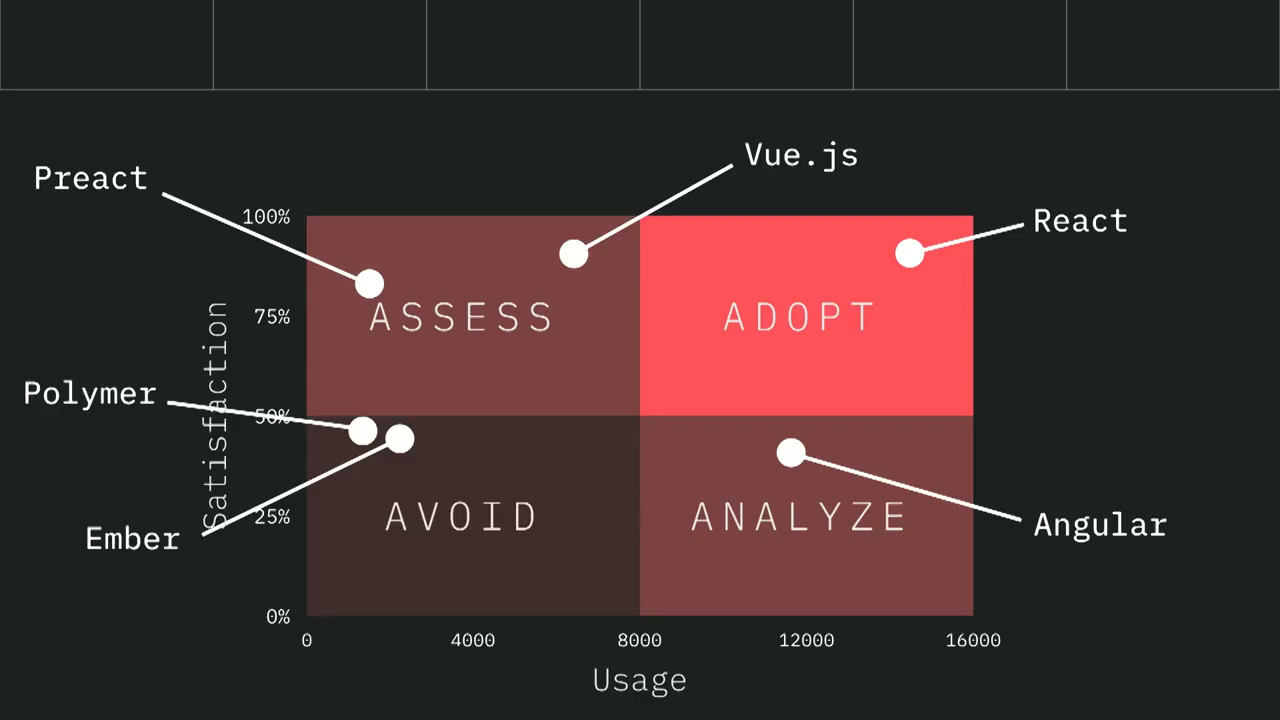 Vue.js
Preact
React
100%
ASSESS
ADOPT
75%
Satisfaction
Polymer
50%
AVOID
ANALYZE
25%
Angular
Ember
0%
0
4000
8000
12000
16000
Usage